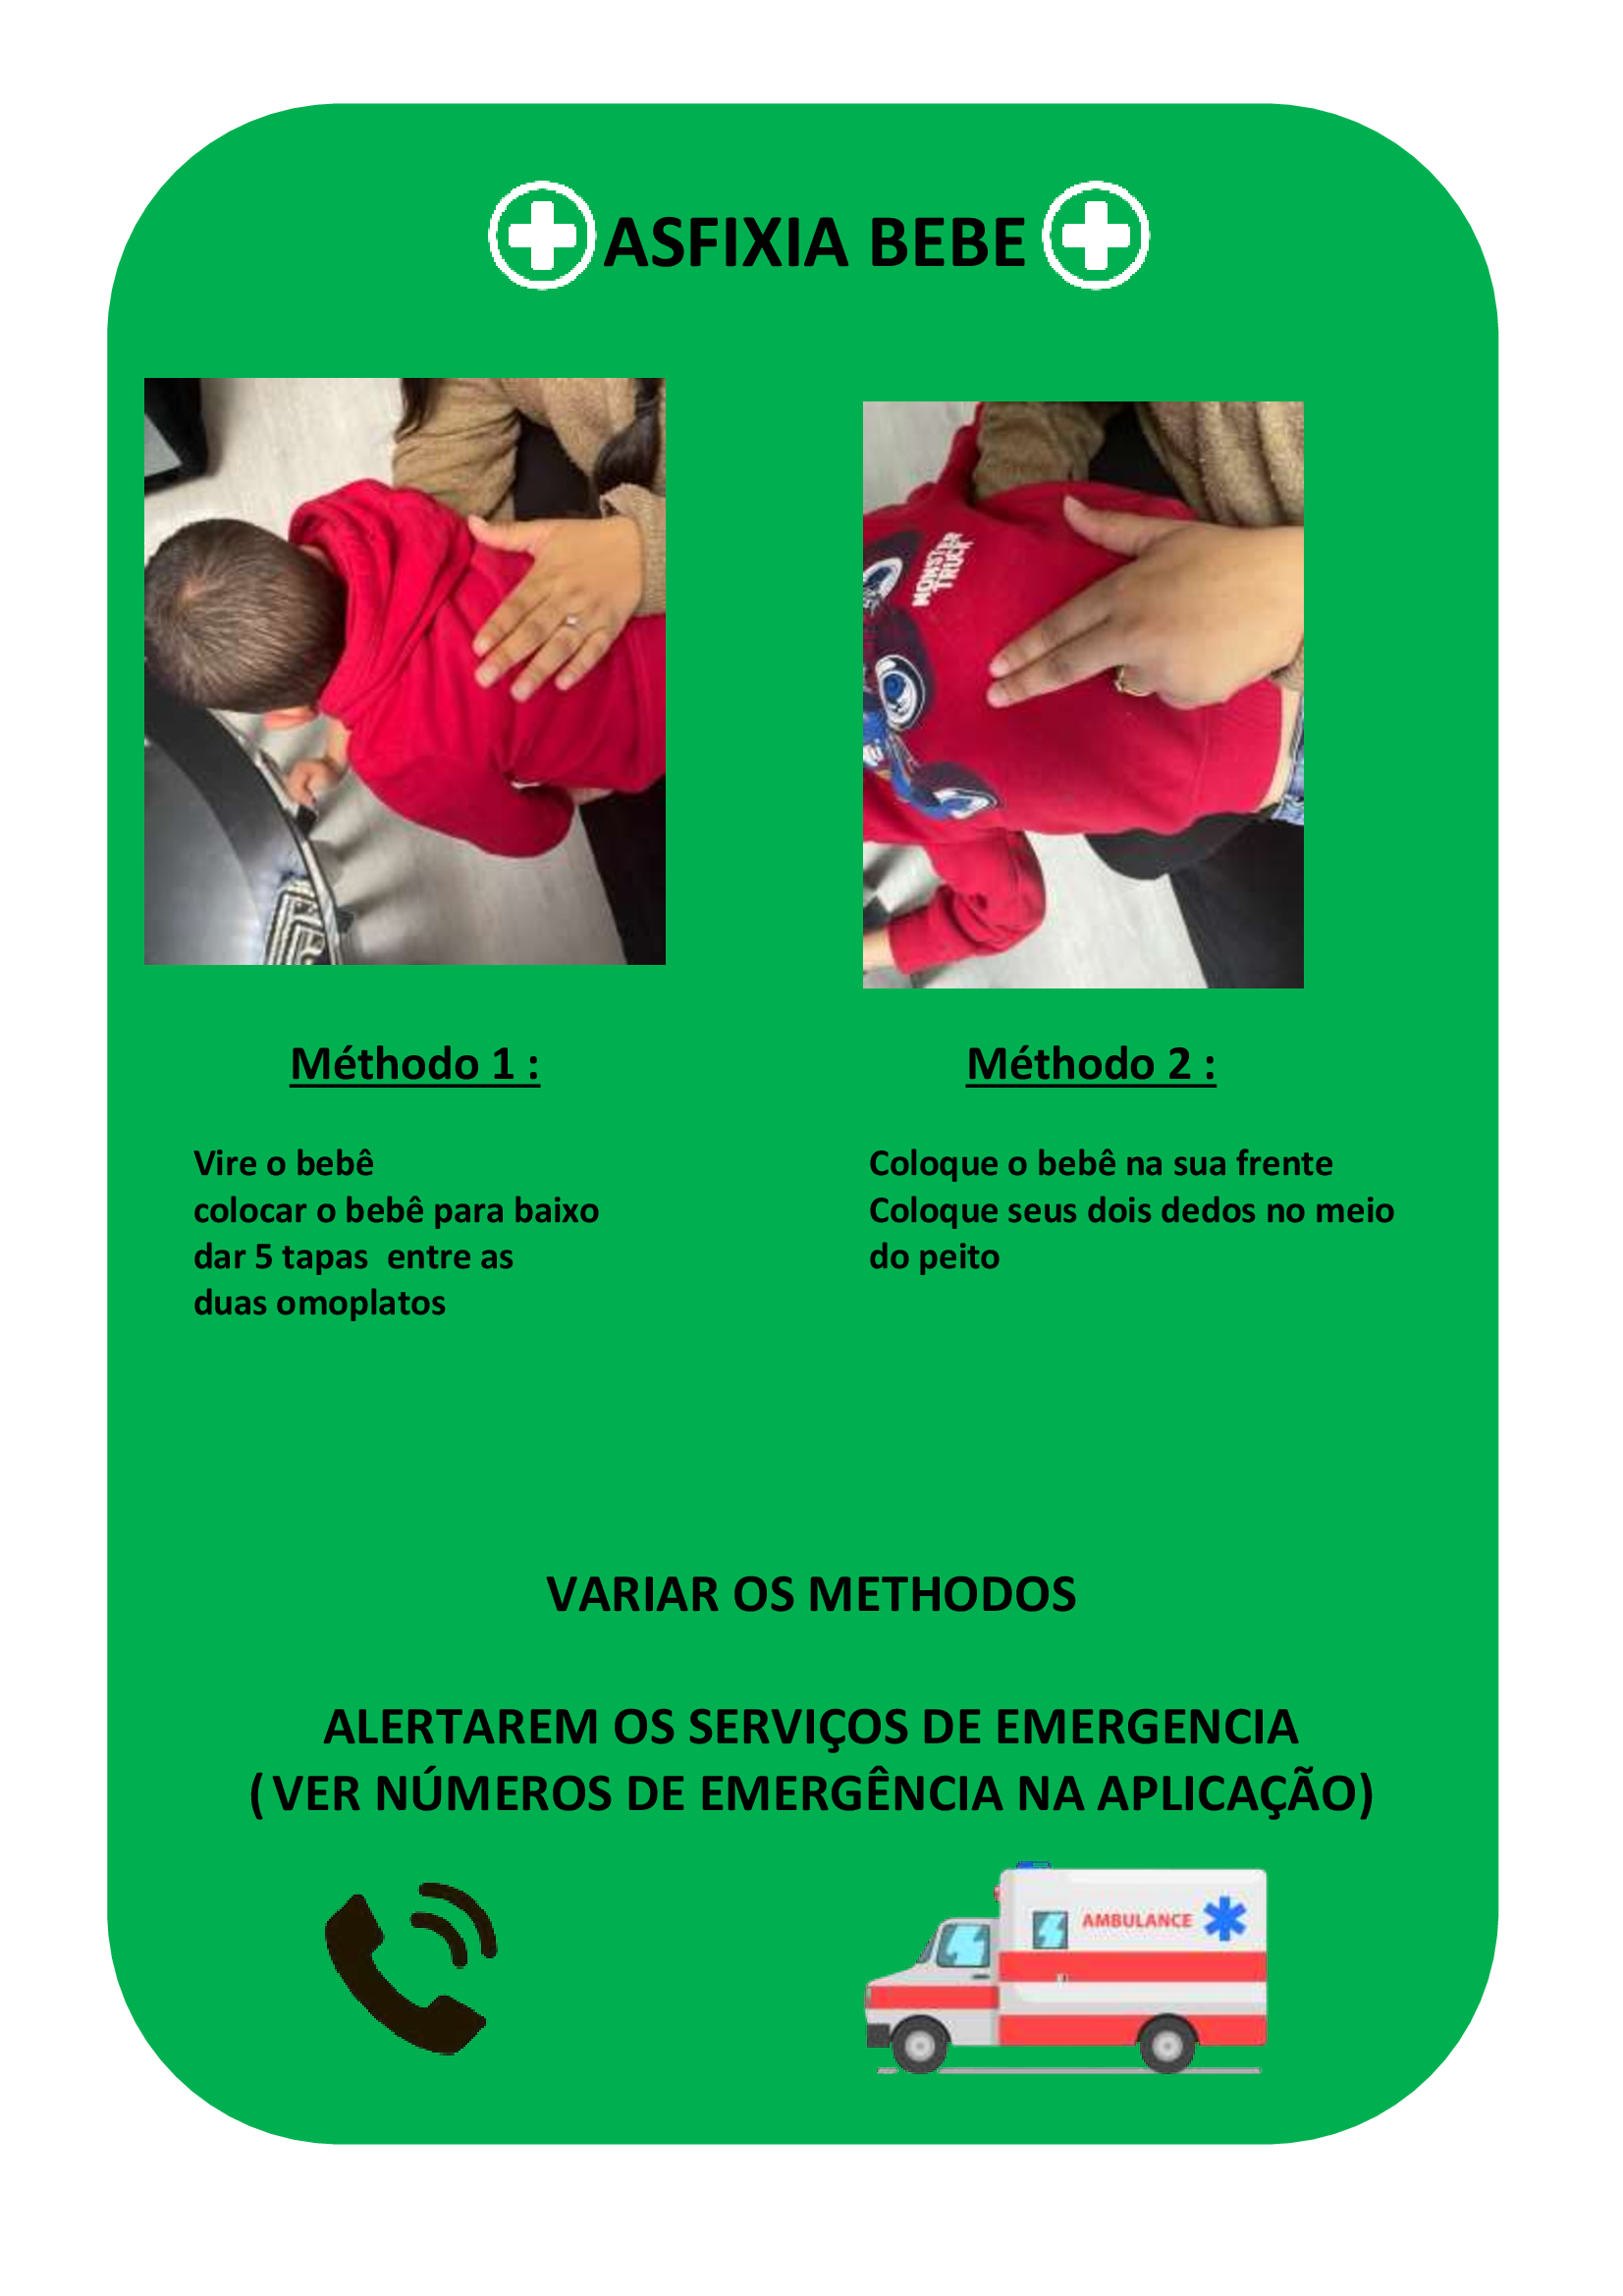 ASFIXIA BEBE
MONSTER
TRUCK
Méthodo 1 :
Vire o bebê
colocar o bebê para baixo
dar 5 tapas  entre as
duas omoplatos
Méthodo 2 :
Coloque o bebê na sua frente
Coloque seus dois dedos no meio
do peito
VARIAR OS METHODOS
ALERTAREM OS SERVIÇOS DE EMERGENCIA
( VER NÚMEROS DE EMERGÊNCIA NA APLICAÇÃO)
AMBULANCE